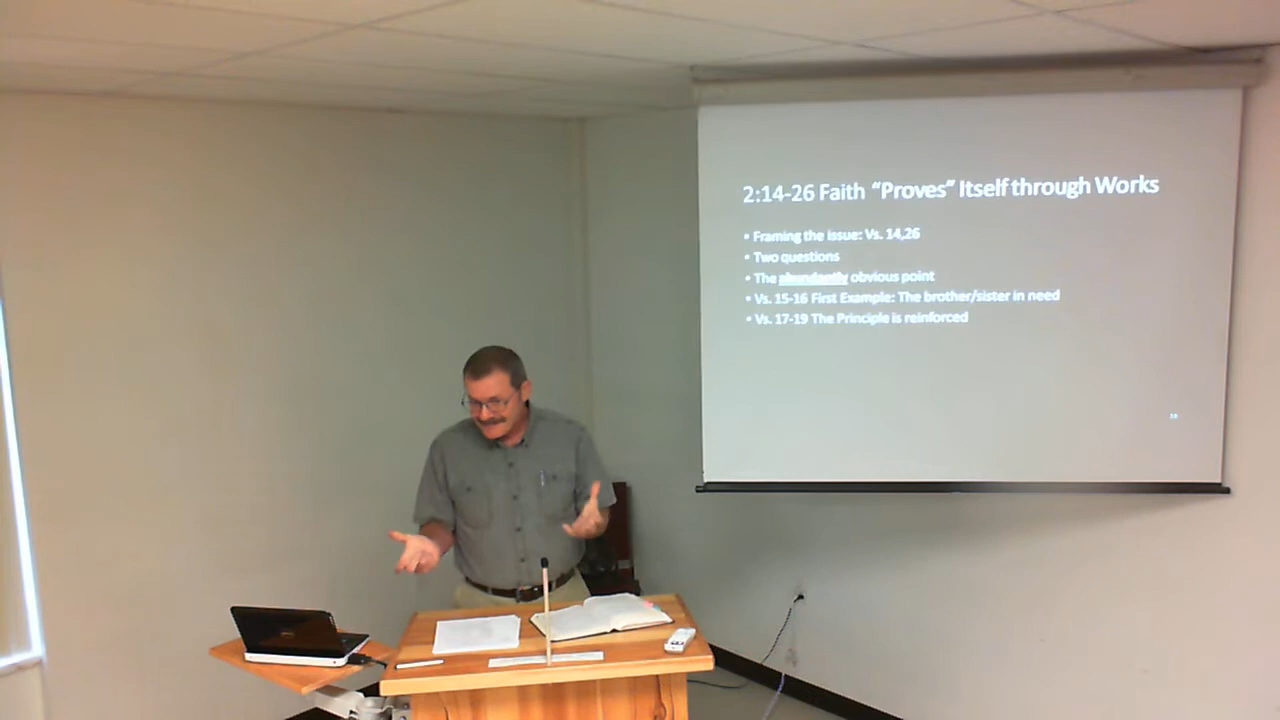 2:14-26 Faith “Proves” Itself through Works
• Framing the issue: Vs. 14,26
• Two questions
• The abundantly obvious point
• Vs. 15-16 First Example: The brother/sister in need
• Vs. 17-19 The Principle is reinforced